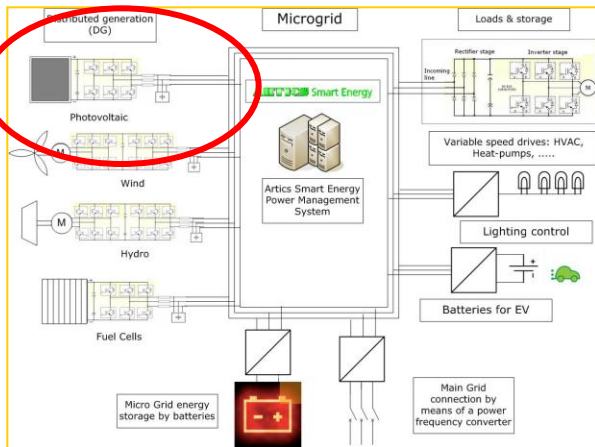 Distributed generation
(DG)
Photovoltaic
M
Wind
M
Hydro
Fuel Cells
Microgrid
ARTICS Smart Energy
Artics Smart Energy
Power Management
System
Loads & storage
Rectifier stage
Inverter stage
Incoming
line
M
Variable speed drives: HVAC,
Heat-pumps, .....
Lighting control
Batteries for EV
Micro Grid energy
storage by batteries
Main Grid
connection by
means of a power
frequency converter